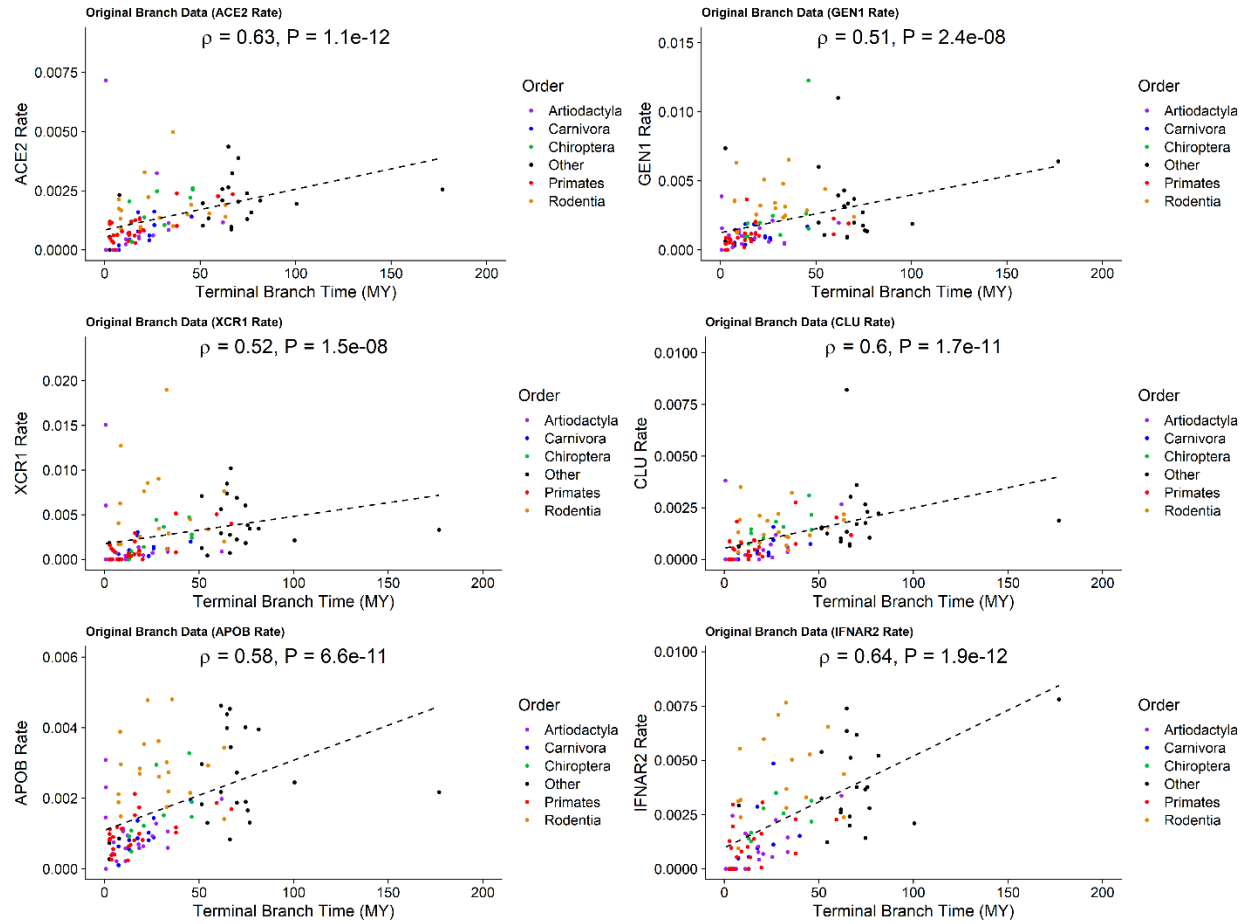 Original Branch Data (ACE2 Rate)
ρ = 0.63, P = 1.1e-12
ACE2 Rate
0.0075
0.0050
0.0025
0.0000
0 50 100 150 200
Terminal Branch Time (MY)
Order
Artiodactyla
Carnivora
Chiroptera
Other
Primates
Rodentia
Original Branch Data (GEN1 Rate)
ρ = 0.51, P = 2.4e-08
GEN1 Rate
0.015
0.010
0.005
0.000
0 50 100 150 200
Terminal Branch Time (MY)
Order
Artiodactyla
Carnivora
Chiroptera
Other
Primates
Rodentia
Original Branch Data (XCR1 Rate)
ρ = 0.52, P = 1.5e-08
XCR1 Rate
0.020
0.015
0.010
0.005
0.000
0 50 100 150 200
Terminal Branch Time (MY)
Order
Artiodactyla
Carnivora
Chiroptera
Other
Primates
Rodentia
Original Branch Data (CLU Rate)
ρ = 0.6, P = 1.7e-11
CLU Rate
0.0100
0.0075
0.0050
0.0025
0.0000
0 50 100 150 200
Terminal Branch Time (MY)
Order
Artiodactyla
Carnivora
Chiroptera
Other
Primates
Rodentia
Original Branch Data (APOB Rate)
ρ = 0.58, P = 6.6e-11
APOB Rate
0.006
0.004
0.002
0.000
0 50 100 150 200
Terminal Branch Time (MY)
Order
Artiodactyla
Carnivora
Chiroptera
Other
Primates
Rodentia
Original Branch Data (IFNAR2 Rate)
ρ = 0.64, P = 1.9e-12
IFNAR2 Rate
0.0100
0.0075
0.0050
0.0025
0.0000
0 50 100 150 200
Terminal Branch Time (MY)
Order
Artiodactyla
Carnivora
Chiroptera
Other
Primates
Rodentia